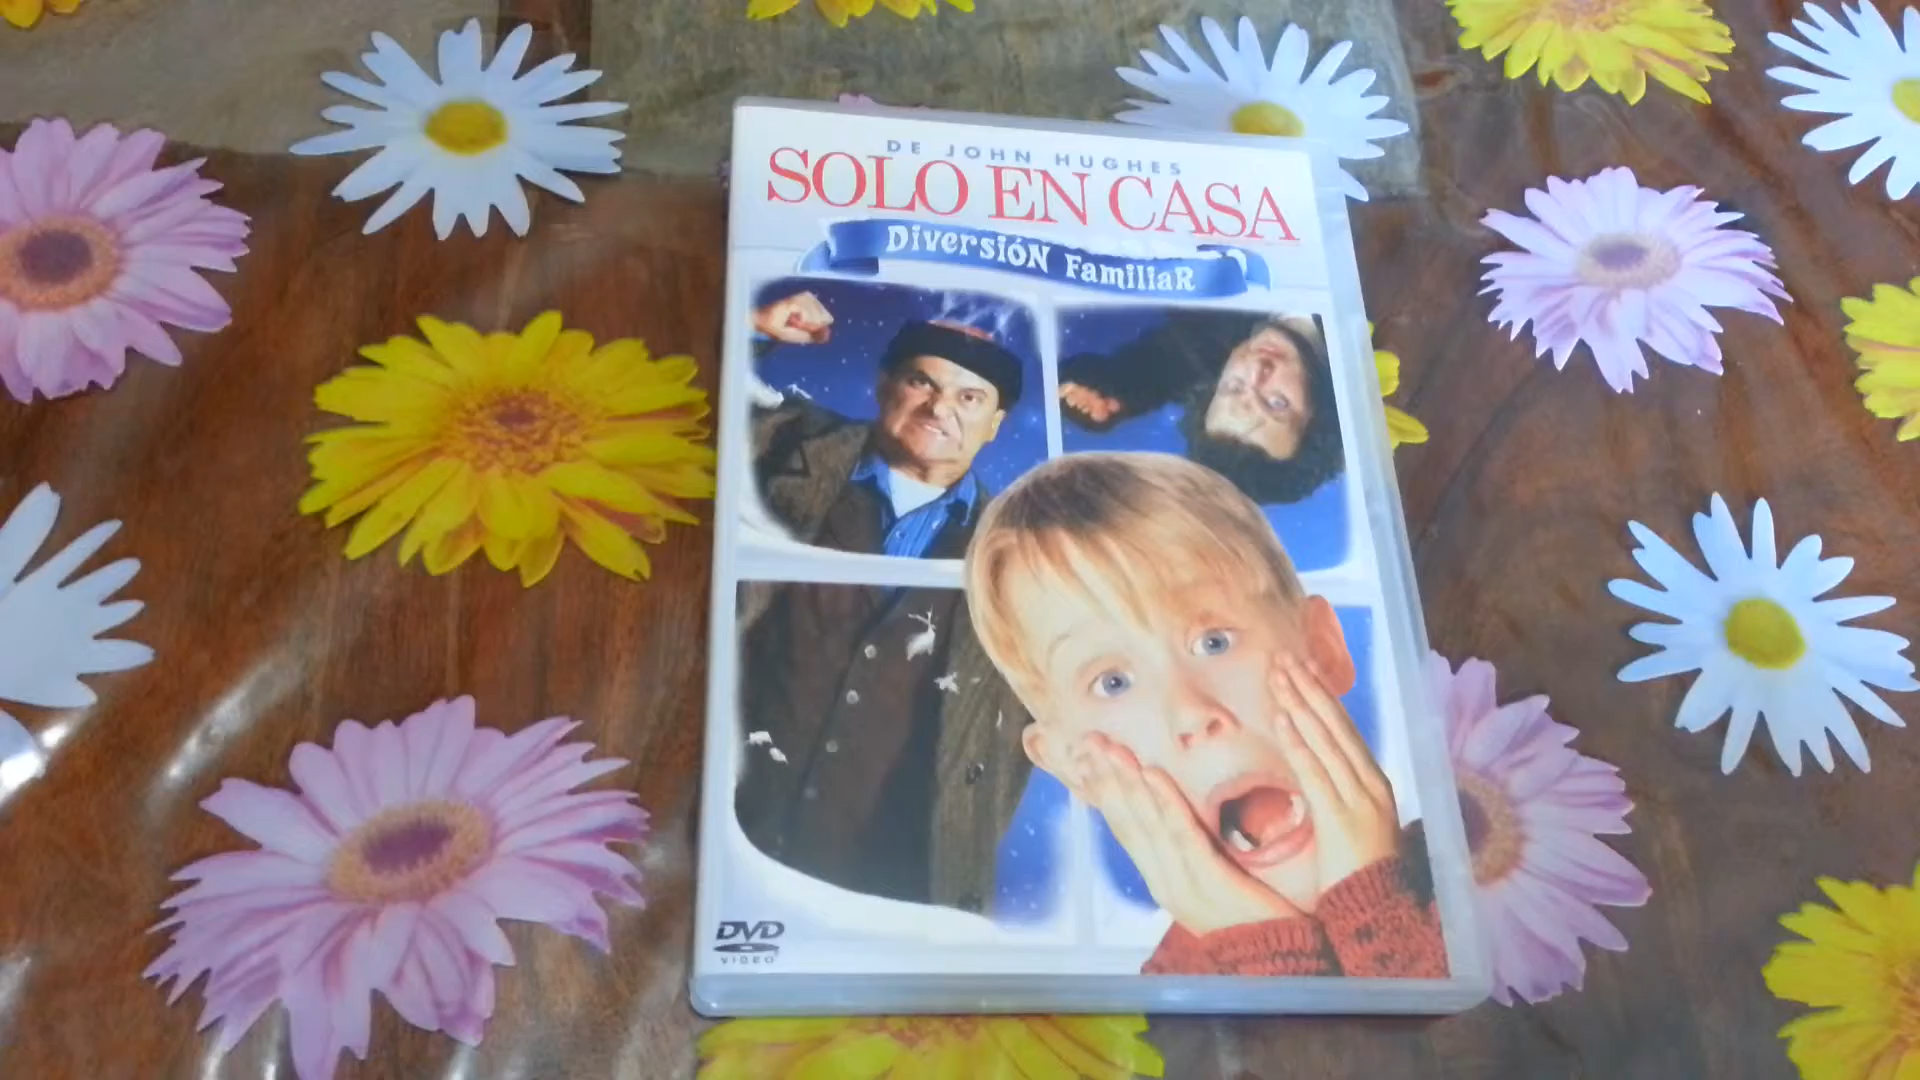 DE JOHN HUGHES
SOLO EN CASA
DiversióN FamiliaR
DVD
VIDEO